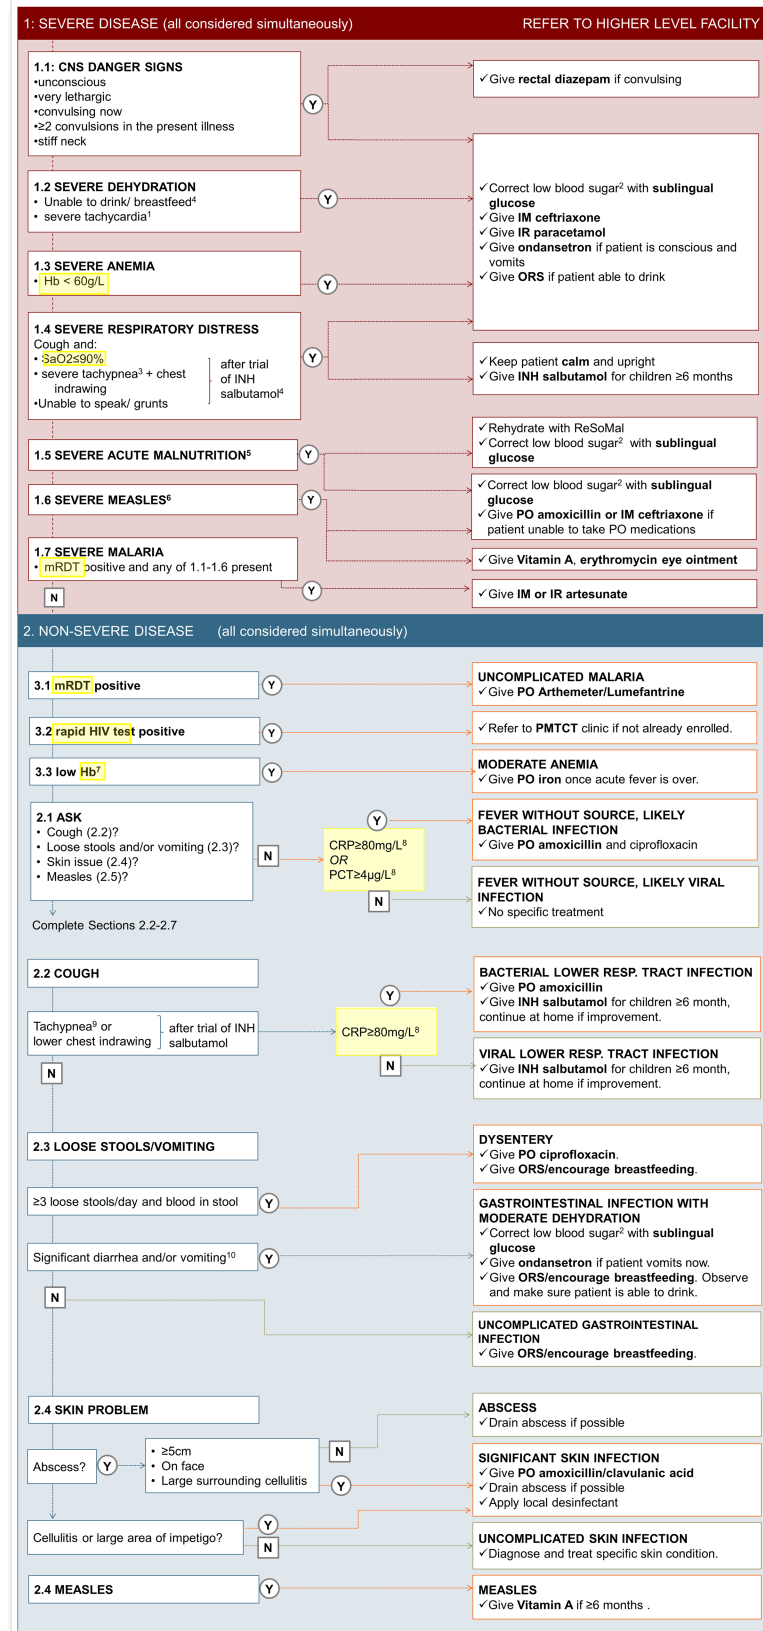 1: SEVERE DISEASE (all considered simultaneously) REFER TO HIGHER LEVEL FACILITY
1.1: CNS DANGER SIGNS
•unconscious
•very lethargic
•convulsing now
•≥2 convulsions in the present illness
•stiff neck
Y
✓Give rectal diazepam if convulsing
1.2 SEVERE DEHYDRATION
• Unable to drink/ breastfeed⁴
• severe tachycardia¹
Y
✓Correct low blood sugar² with sublingual
glucose
✓Give IM ceftriaxone
✓Give IR paracetamol
✓Give ondansetron if patient is conscious and
vomits
✓Give ORS if patient able to drink
1.3 SEVERE ANEMIA
• Hb < 60g/L
Y
1.4 SEVERE RESPIRATORY DISTRESS
Cough and:
• SaO2≤90%
• severe tachypnea³ + chest
indrawing
•Unable to speak/ grunts
after trial
of INH
salbutamol⁴
Y
✓Keep patient calm and upright
✓Give INH salbutamol for children ≥6 months
1.5 SEVERE ACUTE MALNUTRITION⁵
Y
✓Rehydrate with ReSoMal
✓Correct low blood sugar² with sublingual
glucose
1.6 SEVERE MEASLES⁶
Y
✓Correct low blood sugar² with sublingual
glucose
✓Give PO amoxicillin or IM ceftriaxone if
patient unable to take PO medications
✓Give Vitamin A, erythromycin eye ointment
1.7 SEVERE MALARIA
• mRDT positive and any of 1.1-1.6 present
Y
✓Give IM or IR artesunate
N
2. NON-SEVERE DISEASE (all considered simultaneously)
3.1 mRDT positive
Y
UNCOMPLICATED MALARIA
✓Give PO Arthemeter/Lumefantrine
3.2 rapid HIV test positive
Y
✓Refer to PMTCT clinic if not already enrolled.
3.3 low Hb⁷
Y
MODERATE ANEMIA
✓Give PO iron once acute fever is over.
2.1 ASK
• Cough (2.2)?
• Loose stools and/or vomiting (2.3)?
• Skin issue (2.4)?
• Measles (2.5)?
N
CRP≥80mg/L⁸
OR
PCT≥4µg/L⁸
Y
FEVER WITHOUT SOURCE, LIKELY
BACTERIAL INFECTION
✓Give PO amoxicillin and ciprofloxacin
N
FEVER WITHOUT SOURCE, LIKELY VIRAL
INFECTION
✓No specific treatment
Complete Sections 2.2-2.7
2.2 COUGH
Tachypnea⁹ or
lower chest indrawing
after trial of INH
salbutamol
CRP≥80mg/L⁸
Y
BACTERIAL LOWER RESP. TRACT INFECTION
✓Give PO amoxicillin
✓Give INH salbutamol for children ≥6 month,
continue at home if improvement.
N
VIRAL LOWER RESP. TRACT INFECTION
✓Give INH salbutamol for children ≥6 month,
continue at home if improvement.
N
2.3 LOOSE STOOLS/VOMITING
≥3 loose stools/day and blood in stool
Y
DYSENTERY
✓Give PO ciprofloxacin.
✓Give ORS/encourage breastfeeding.
Significant diarrhea and/or vomiting¹⁰
Y
GASTROINTESTINAL INFECTION WITH
MODERATE DEHYDRATION
✓Correct low blood sugar² with sublingual
glucose
✓Give ondansetron if patient vomits now.
✓Give ORS/encourage breastfeeding. Observe
and make sure patient is able to drink.
N
UNCOMPLICATED GASTROINTESTINAL
INFECTION
✓Give ORS/encourage breastfeeding.
2.4 SKIN PROBLEM
Abscess?
Y
• ≥5cm
• On face
• Large surrounding cellulitis
N
ABSCESS
✓Drain abscess if possible
Y
SIGNIFICANT SKIN INFECTION
✓Give PO amoxicillin/clavulanic acid
✓Drain abscess if possible
✓Apply local desinfectant
Cellulitis or large area of impetigo?
Y
N
UNCOMPLICATED SKIN INFECTION
✓Diagnose and treat specific skin condition.
2.4 MEASLES
Y
MEASLES
✓Give Vitamin A if ≥6 months .